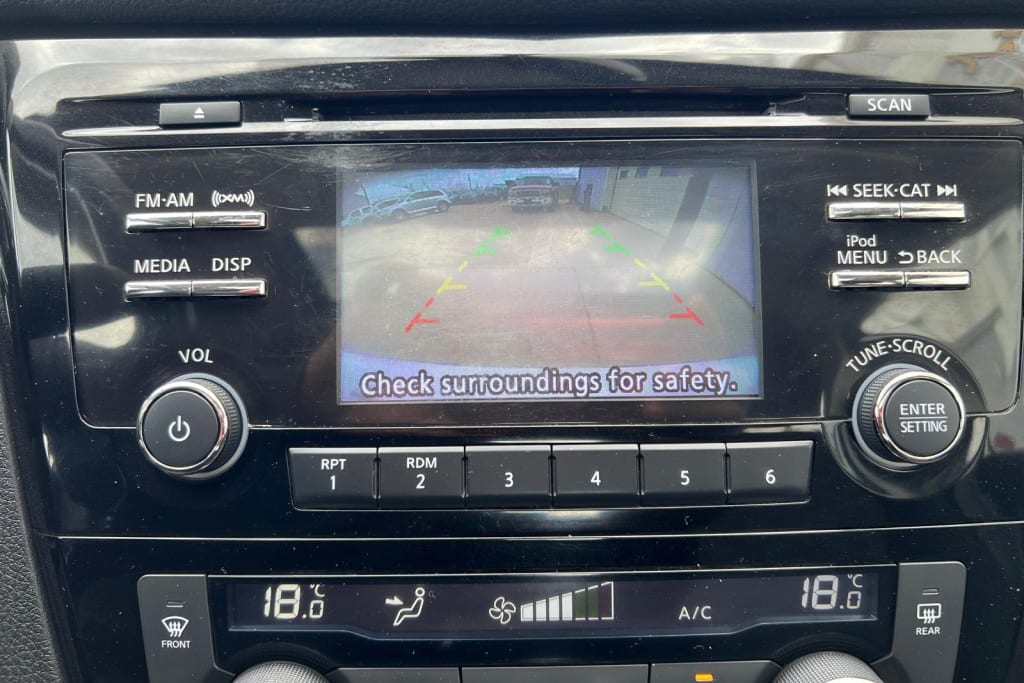 SCAN
FM·AM ((XM))
SEEK·CAT
MEDIA DISP
iPod
MENU BACK
VOL
TUNE·SCROLL
Check surroundings for safety.
ENTER
SETTING
RPT RDM
1 2 3 4 5 6
18.0 °C
A/C
18.0 °C
FRONT
REAR